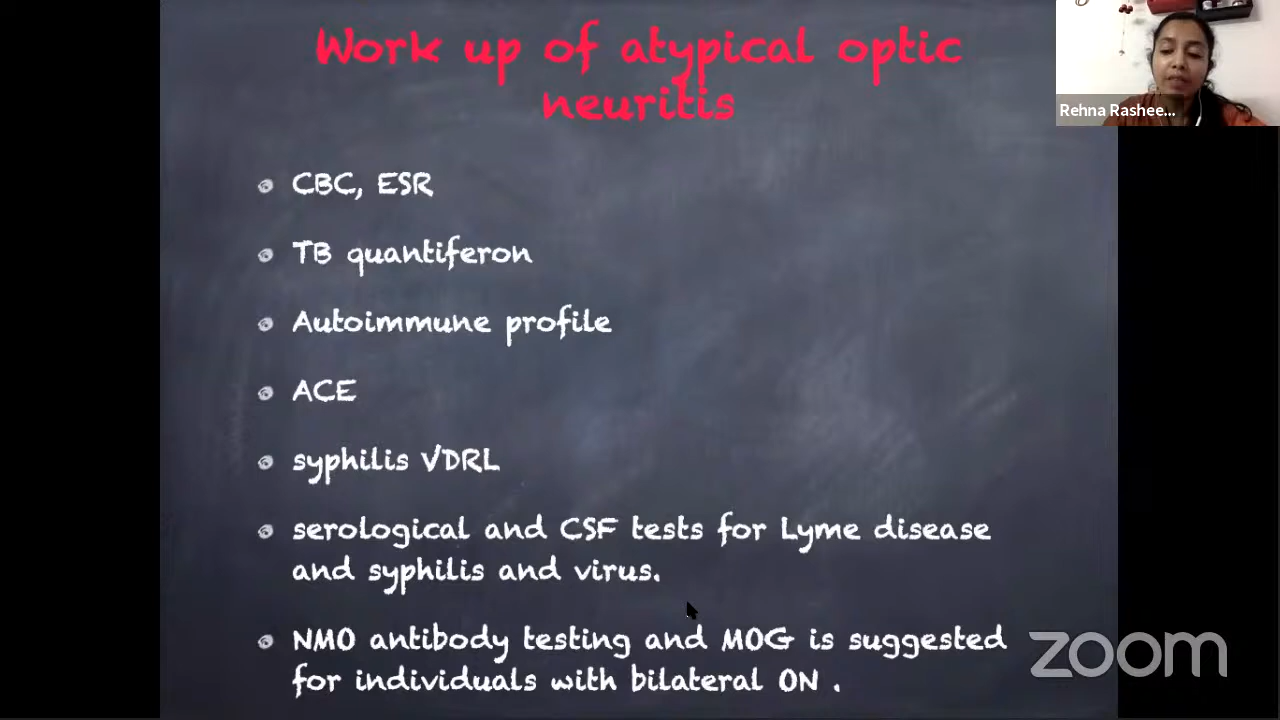 Work up of atypical optic
neuritis
Rehna Rashee...
CBC, ESR
TB quantiferon
Autoimmune profile
ACE
syphilis VDRL
serological and CSF tests for Lyme disease
and syphilis and virus.
NMO antibody testing and MOG is suggested
for individuals with bilateral ON .
zoom